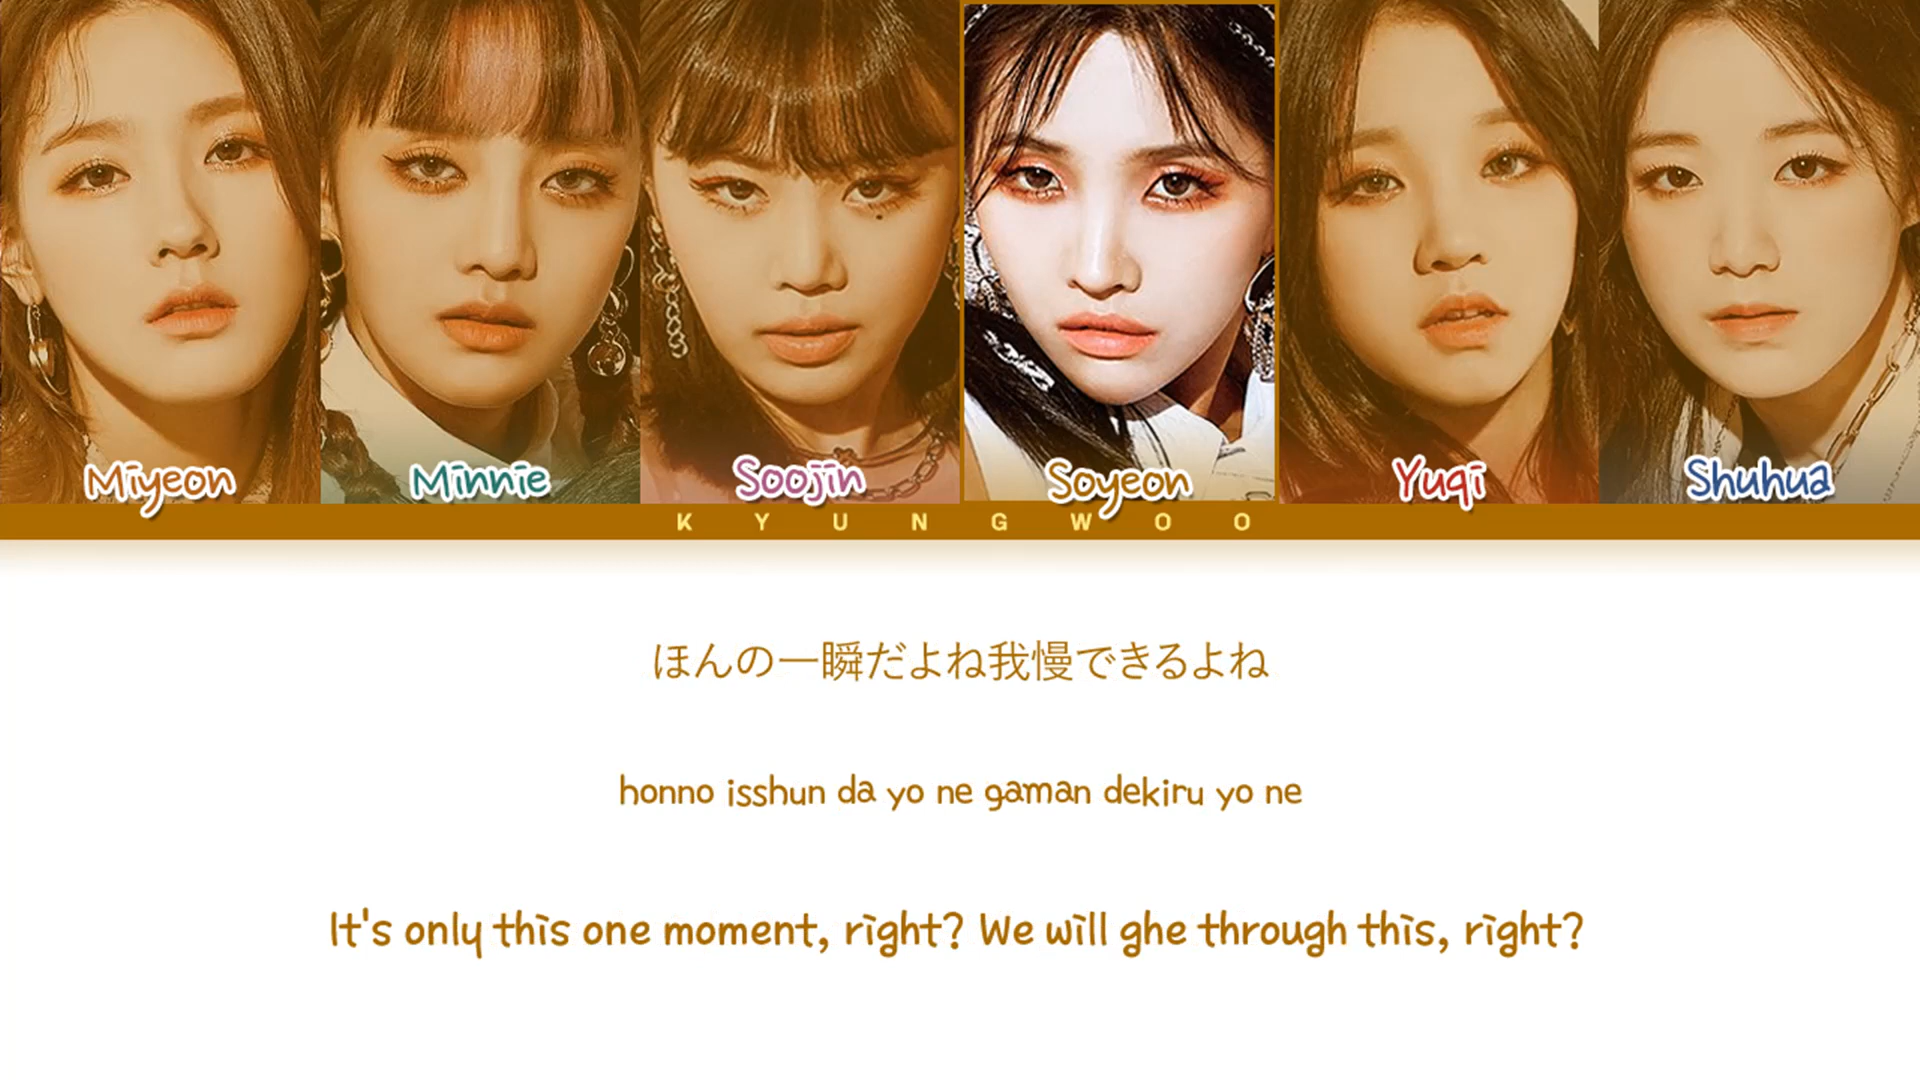 Miyeon
Minnie
Soojin
Soyeon
Yuqi
Shuhua
KYUNGWOO
ほんの一瞬だよね我慢できるよね
honno isshun da yo ne gaman dekiru yo ne
It's only this one moment, right? We will ghe through this, right?